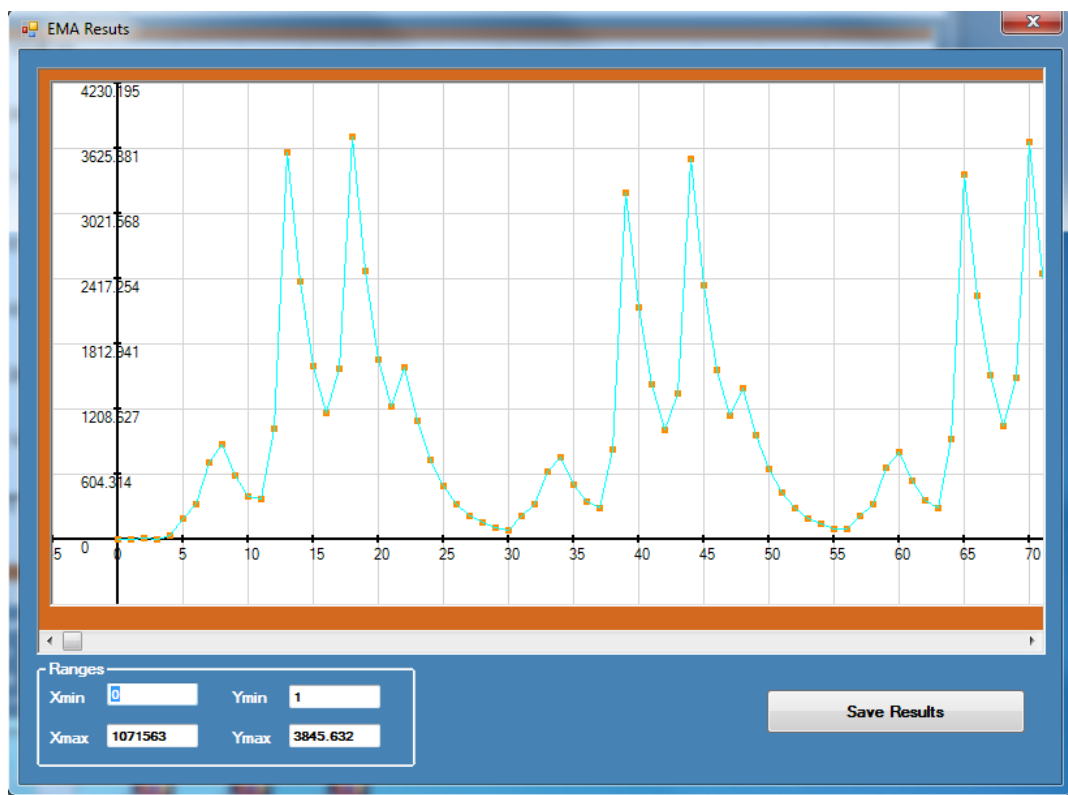 EMA Resuts
4230.195
3625.881
3021.568
2417.254
1812.941
1208.627
604.314
5 0 0 5 10 15 20 25 30 35 40 45 50 55 60 65 70
Ranges
Xmin 0 Ymin 1
Xmax 1071563 Ymax 3845.632
Save Results